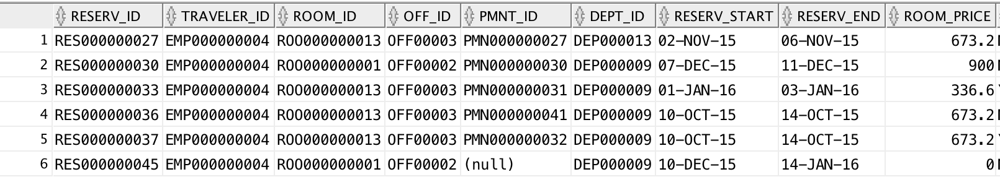 RESERV_ID TRAVELER_ID ROOM_ID OFF_ID PMNT_ID DEPT_ID RESERV_START RESERV_END ROOM_PRICE
1 RES000000027 EMP000000004 ROO000000013 OFF00003 PMN000000027 DEP000013 02-NOV-15 06-NOV-15 673.2
2 RES000000030 EMP000000004 ROO000000001 OFF00002 PMN000000030 DEP000009 07-DEC-15 11-DEC-15 900
3 RES000000033 EMP000000004 ROO000000013 OFF00003 PMN000000031 DEP000009 01-JAN-16 03-JAN-16 336.6
4 RES000000036 EMP000000004 ROO000000013 OFF00003 PMN000000041 DEP000009 10-OCT-15 14-OCT-15 673.2
5 RES000000037 EMP000000004 ROO000000013 OFF00003 PMN000000032 DEP000009 10-OCT-15 14-OCT-15 673.2
6 RES000000045 EMP000000004 ROO000000001 OFF00002 (null) DEP000009 10-DEC-15 14-JAN-16 0